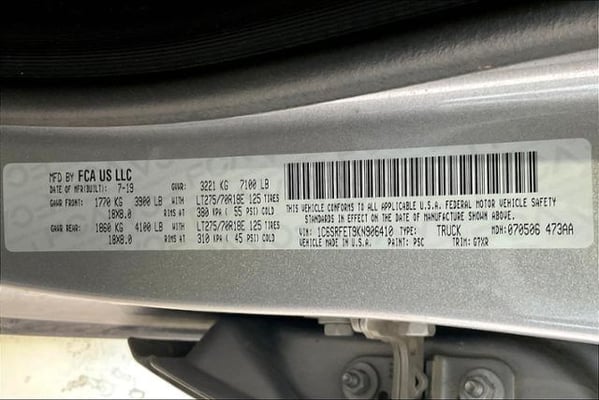 MFD BY FCA US LLC
DATE OF MFR(BUILT): 7-19 GVWR: 3221 KG 7100 LB
GAWR FRONT: 1770 KG 3900 LB LT275/70R18E 125 TIRES
18X8.0 RIMS AT 380 KPA ( 55 PSI) COLD
GAWR REAR: 1860 KG 4100 LB LT275/70R18E 125 TIRES
18X8.0 RIMS AT 310 KPA ( 45 PSI) COLD
THIS VEHICLE CONFORMS TO ALL APPLICABLE U.S.A. FEDERAL MOTOR VEHICLE SAFETY
STANDARDS IN EFFECT ON THE DATE OF MANUFACTURE SHOWN ABOVE.
VIN: 1C6SRFET9KN906410 TYPE: TRUCK MDH: 070506 473AA
VEHICLE MADE IN U.S.A. PAINT: PSC TRIM: G7XR